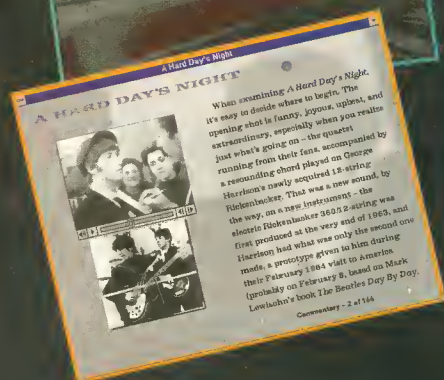 A Hard Day's Night
A HARD DAY'S NIGHT
When examining A Hard Day's Night,
it's easy to decide where to begin. The
opening shot is funny, joyous, upbeat, and
extraordinary, especially when you realize
just what's going on – the quartet
running from their fans, accompanied by
a resounding chord played on George
Harrison's newly acquired 12-string
Rickenbacker. That was a new sound, by
the way, on a new instrument – the
electric Rickenbacker 360/12-string was
first produced at the very end of 1963, and
Harrison had what was only the second one
made, a prototype given to him during
their February 1964 visit to America
(probably on February 8, based on Mark
Lewisohn's book The Beatles Day By Day.
Commentary - 2 of 166